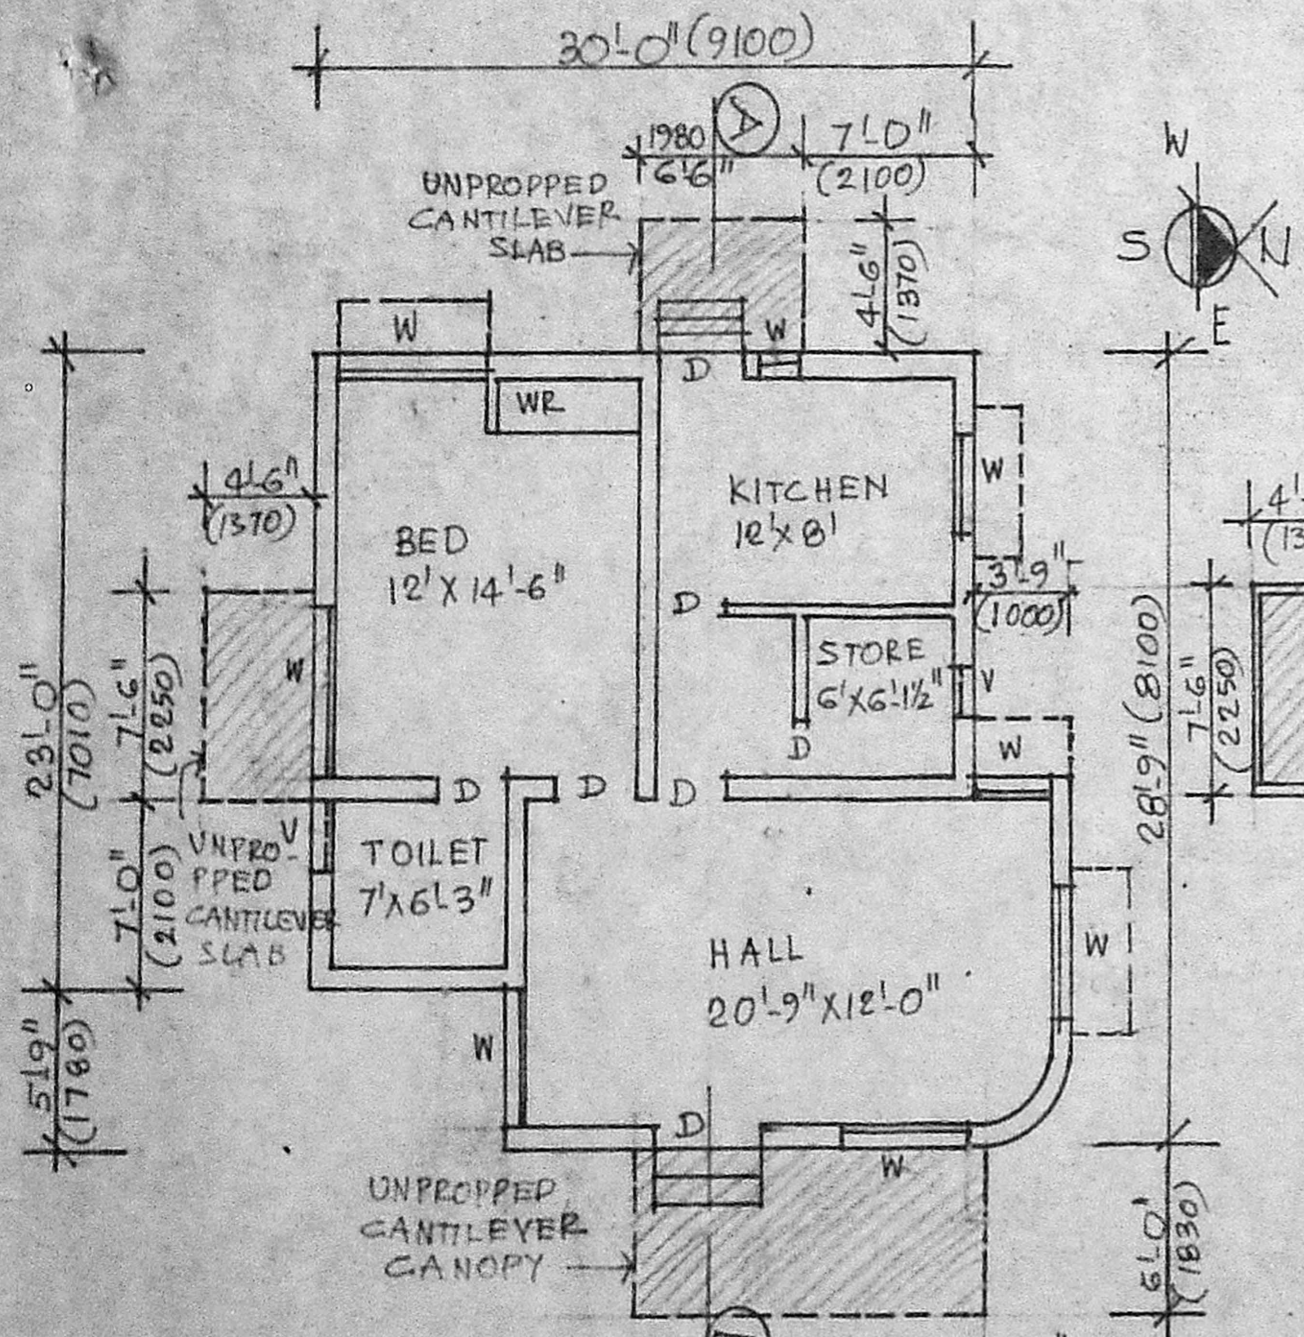 30'-0" (9100)
A
1980
6'6"
7'-0"
(2100)
W
S
N
E
UNPROPPED
CANTILEVER
SLAB
4'-6"
(1370)
W
W
D
WR
4'-6"
(1370)
KITCHEN
12'X8'
W
BED
12'X14'-6"
3'-9"
(1000)
D
STORE
6'X6'-1½"
V
D
W
W
23'-0"
(7010)
7'-6"
(2250)
28'-9" (8100)
7'-6"
(2250)
D
D
D
V
UNPRO-
PPED
CANTILEVER
SLAB
TOILET
7'X6'-3"
7'-0"
(2100)
HALL
20'-9"X12'-0"
W
W
5'19"
(1780)
D
W
UNPROPPED
CANTILEVER
CANOPY
6'-0'
(1830)